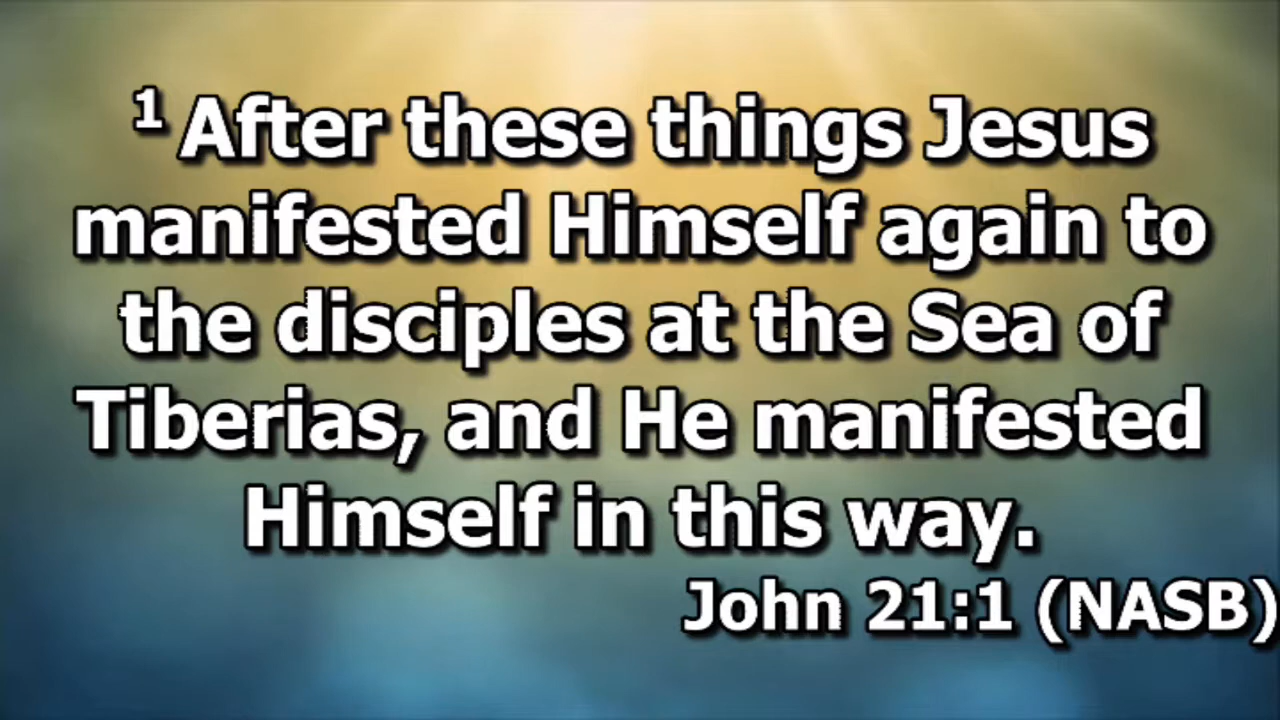 1 After these things Jesus
manifested Himself again to
the disciples at the Sea of
Tiberias, and He manifested
Himself in this way.
John 21:1 (NASB)